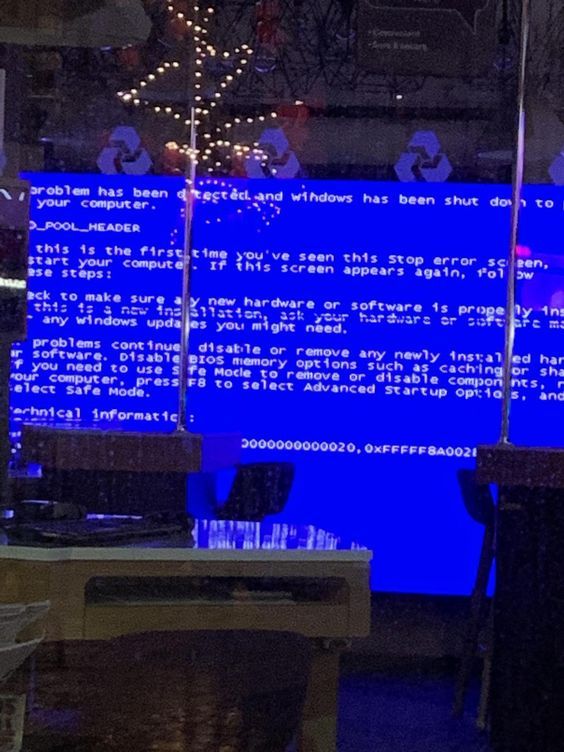 • Convenient
• Safe & secure
problem has been detected and windows has been shut down to
your computer.
D_POOL_HEADER
this is the first time you've seen this Stop error screen,
start your computer. If this screen appears again, follow
ese steps:
eck to make sure any new hardware or software is properly ins
this is a new installation, ask your hardware or software ma
any windows updates you might need.
problems continue, disable or remove any newly installed har
r software. Disable BIOS memory options such as caching or sha
f you need to use Safe Mode to remove or disable components, r
our computer, press F8 to select Advanced Startup Options, and
elect Safe Mode.
echnical information:
0000000000020,0xFFFFF8A002